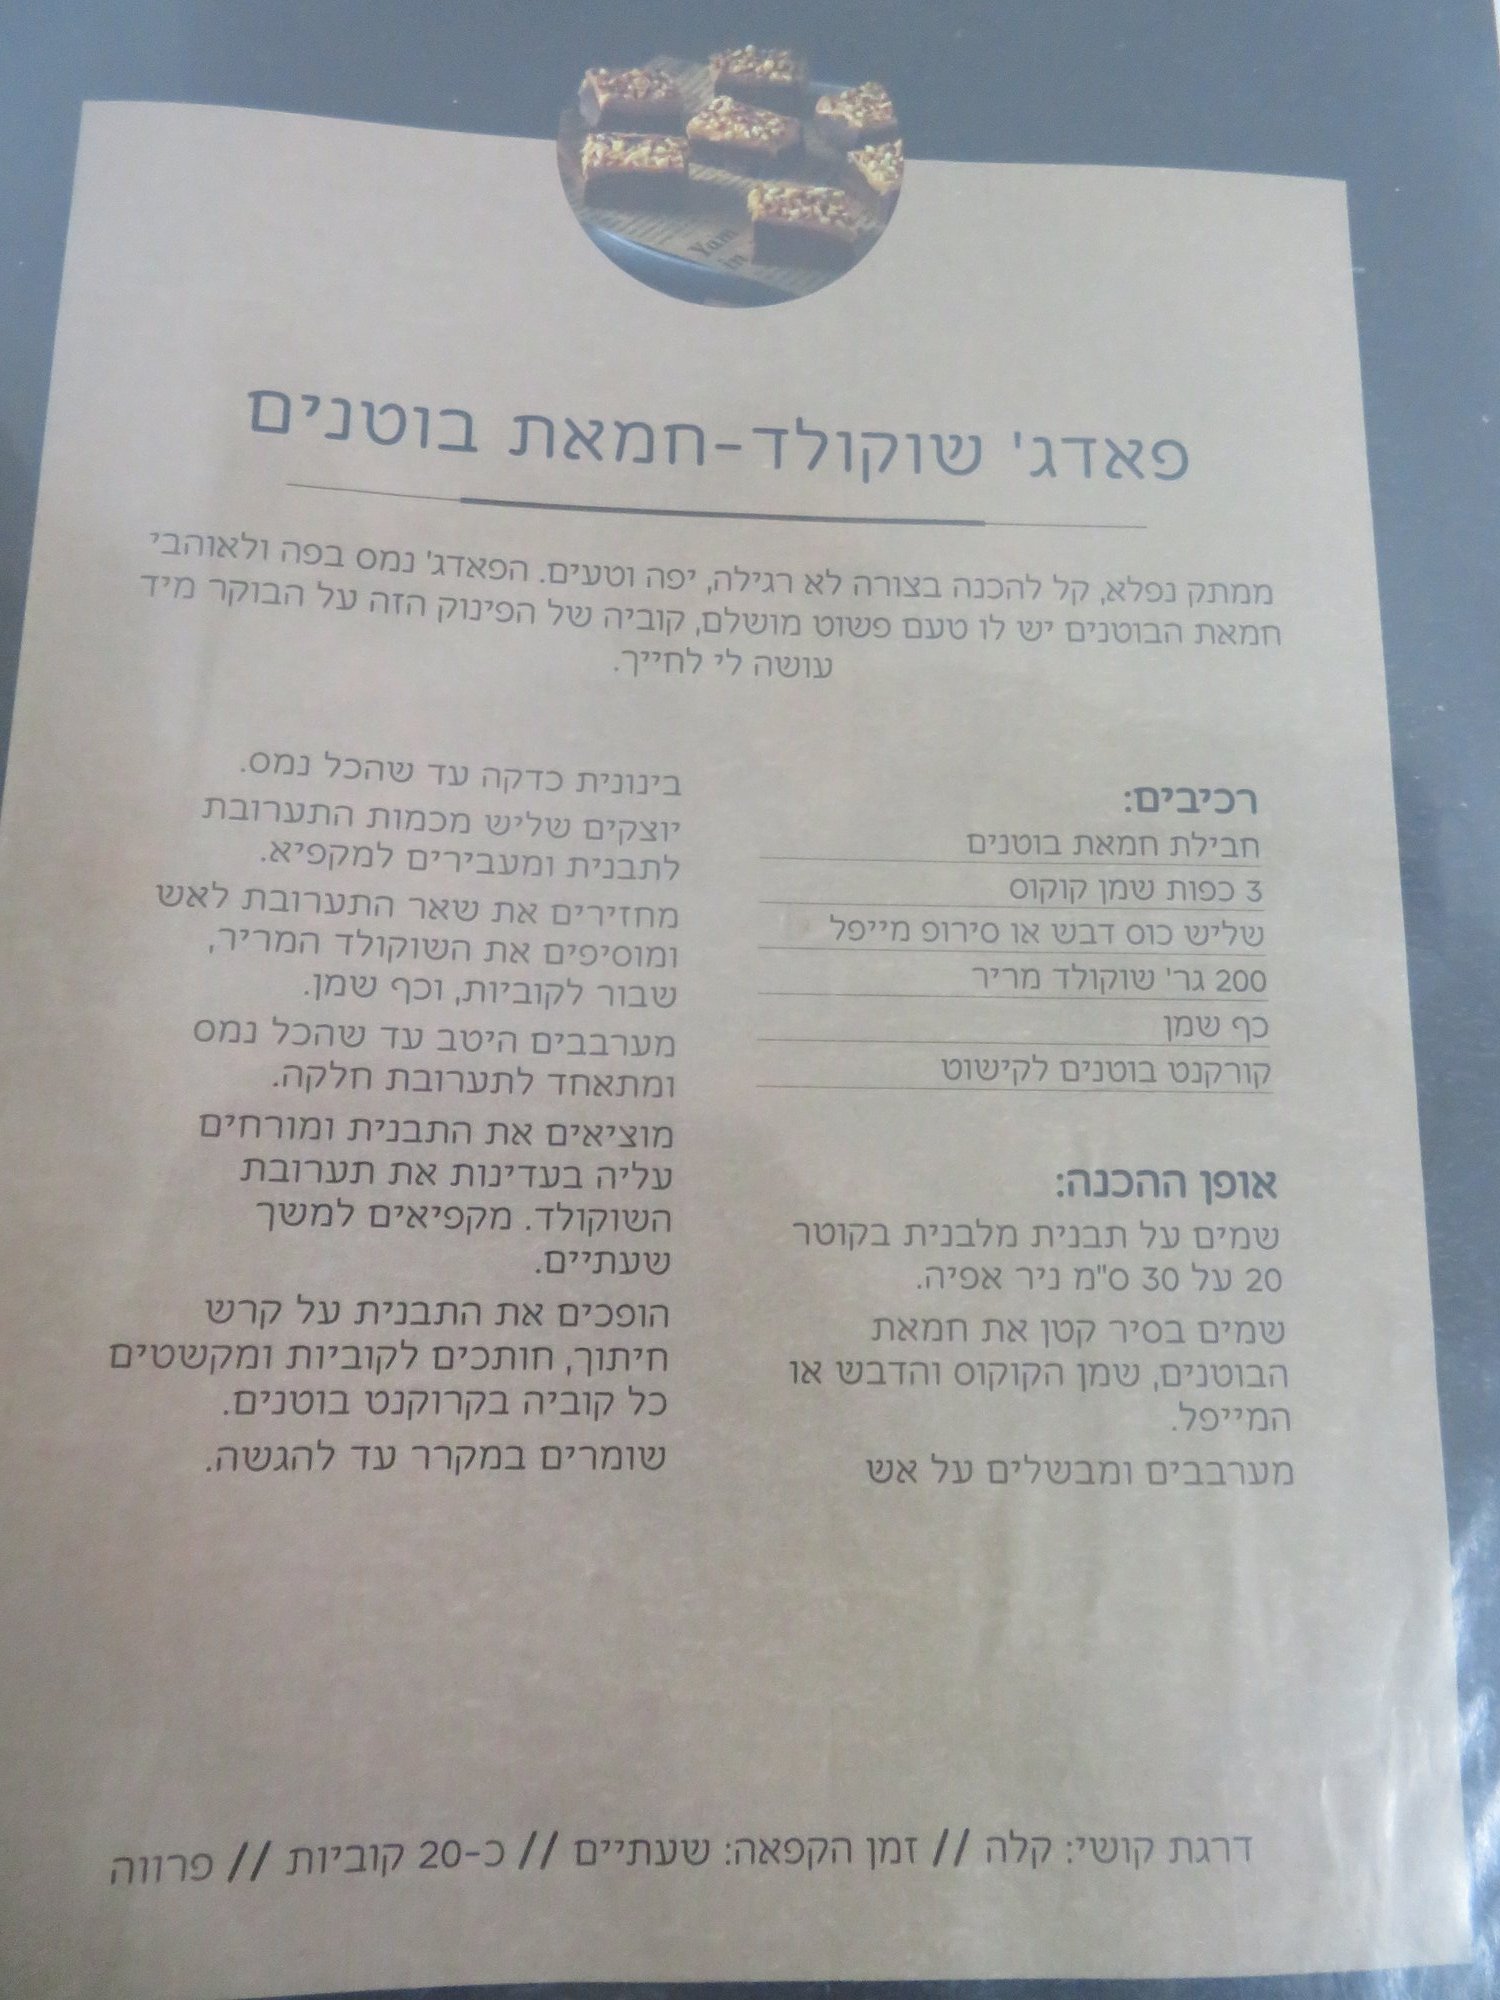 Yam
in
פאדג' שוקולד-חמאת בוטנים
ממתק נפלא, קל להכנה בצורה לא רגילה, יפה וטעים. הפאדג' נמס בפה ולאוהבי
חמאת הבוטנים יש לו טעם פשוט מושלם, קוביה של הפינוק הזה על הבוקר מיד
עושה לי לחייך.
רכיבים:
חבילת חמאת בוטנים
3 כפות שמן קוקוס
שליש כוס דבש או סירופ מייפל
200 גר' שוקולד מריר
כף שמן
קורקנט בוטנים לקישוט
אופן ההכנה:
שמים על תבנית מלבנית בקוטר
20 על 30 ס"מ ניר אפיה.
שמים בסיר קטן את חמאת
הבוטנים, שמן הקוקוס והדבש או
המייפל.
מערבבים ומבשלים על אש
בינונית כדקה עד שהכל נמס.
יוצקים שליש מכמות התערובת
לתבנית ומעבירים למקפיא.
מחזירים את שאר התערובת לאש
ומוסיפים את השוקולד המריר,
שבור לקוביות, וכף שמן.
מערבבים היטב עד שהכל נמס
ומתאחד לתערובת חלקה.
מוציאים את התבנית ומורחים
עליה בעדינות את תערובת
השוקולד. מקפיאים למשך
שעתיים.
הופכים את התבנית על קרש
חיתוך, חותכים לקוביות ומקשטים
כל קוביה בקרוקנט בוטנים.
שומרים במקרר עד להגשה.
דרגת קושי: קלה // זמן הקפאה: שעתיים // כ-20 קוביות // פרווה